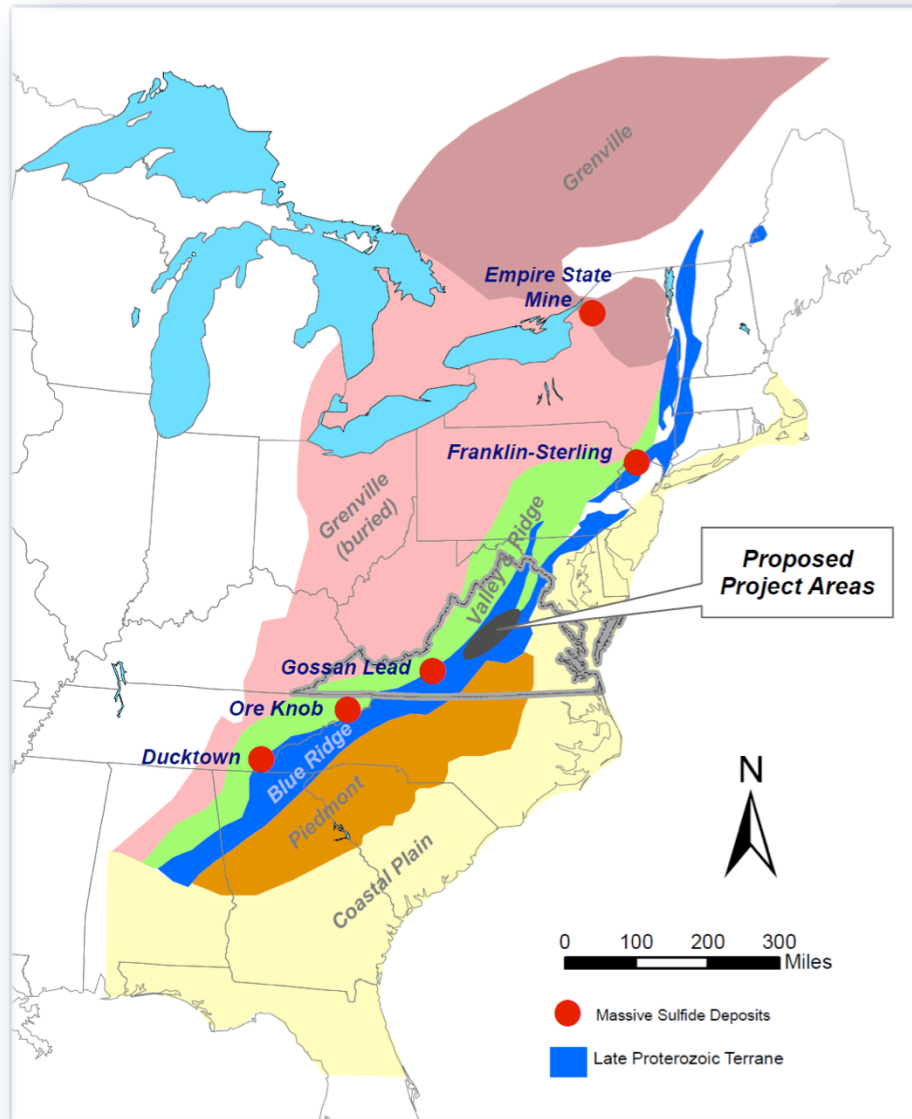 Grenville
Empire State
Mine
Franklin-Sterling
Grenville
(buried)
Valley & Ridge
Proposed
Project Areas
Gossan Lead
Ore Knob
Ducktown
Blue Ridge
Piedmont
Coastal Plain
N
0 100 200 300
Miles
Massive Sulfide Deposits
Late Proterozoic Terrane